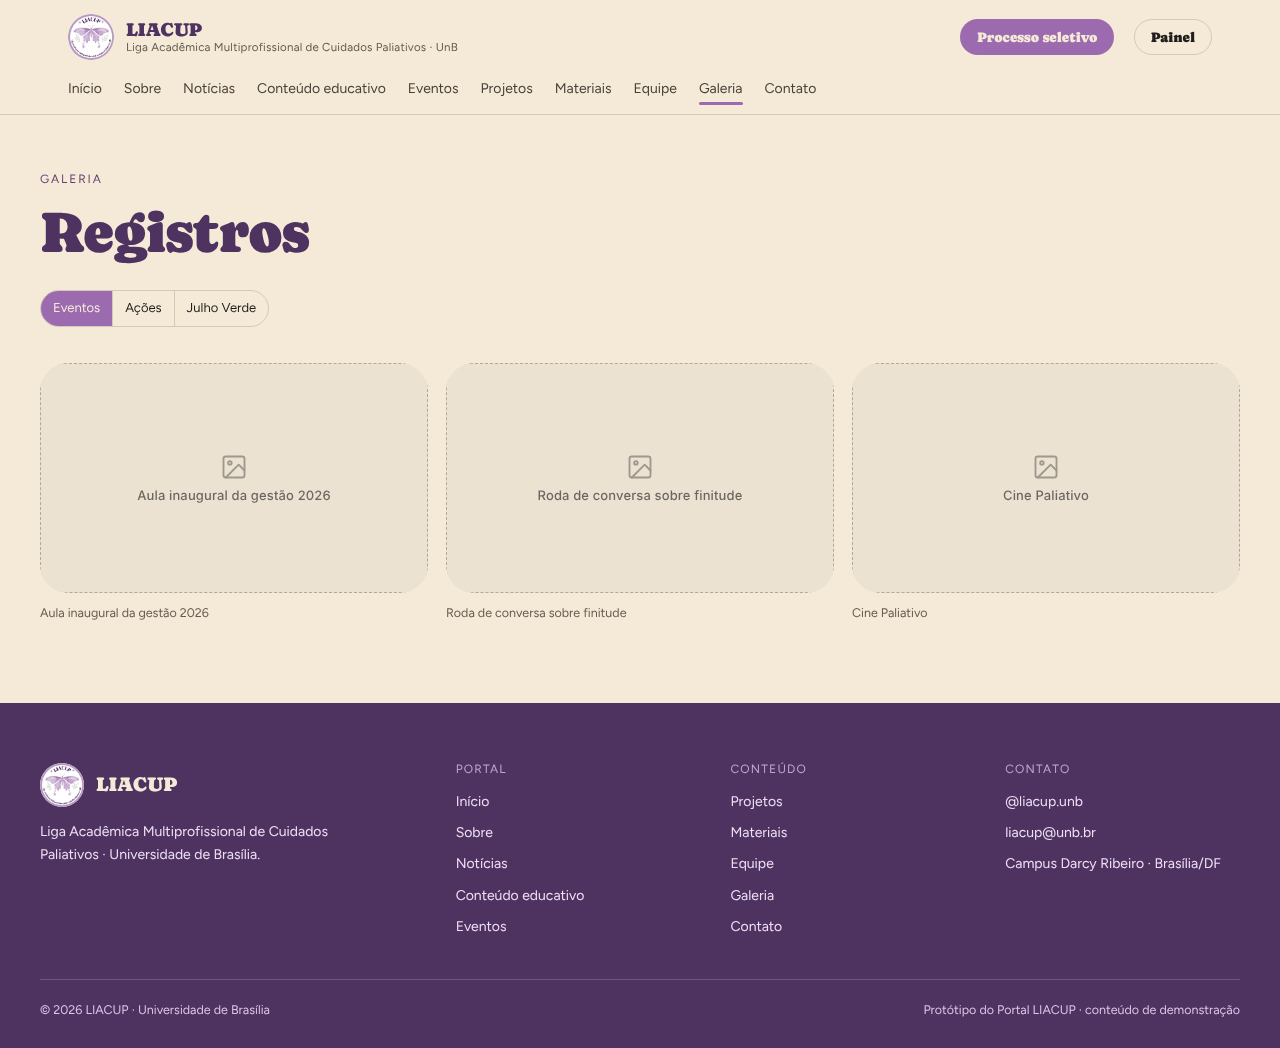 LIACUP
Liga Acadêmica Multiprofissional de Cuidados Paliativos · UnB
Processo seletivo
Painel
Início
Sobre
Notícias
Conteúdo educativo
Eventos
Projetos
Materiais
Equipe
Galeria
Contato
GALERIA
Registros
Eventos
Ações
Julho Verde
Aula inaugural da gestão 2026
Roda de conversa sobre finitude
Cine Paliativo
Aula inaugural da gestão 2026
Roda de conversa sobre finitude
Cine Paliativo
LIACUP
Liga Acadêmica Multiprofissional de Cuidados
Paliativos · Universidade de Brasília.
PORTAL
Início
Sobre
Notícias
Conteúdo educativo
Eventos
CONTEÚDO
Projetos
Materiais
Equipe
Galeria
Contato
CONTATO
@liacup.unb
liacup@unb.br
Campus Darcy Ribeiro · Brasília/DF
© 2026 LIACUP · Universidade de Brasília
Protótipo do Portal LIACUP · conteúdo de demonstração